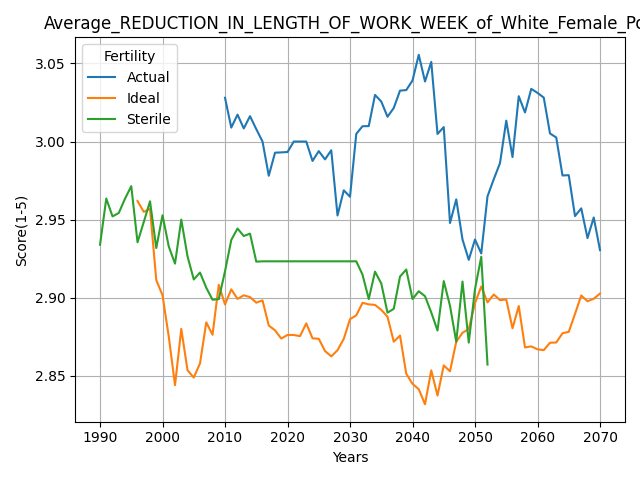 Average_REDUCTION_IN_LENGTH_OF_WORK_WEEK_of_White_Female_Po
Fertility
Actual
Ideal
Sterile
3.05
3.00
2.95
2.90
2.85
Score(1-5)
1990 2000 2010 2020 2030 2040 2050 2060 2070
Years